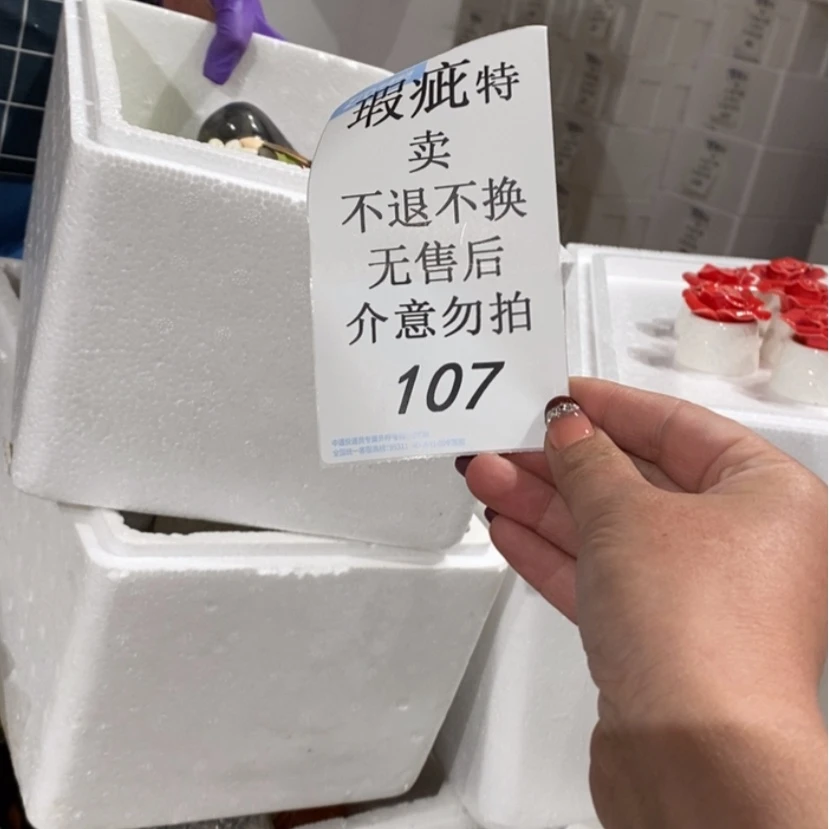 瑕疵特
卖
不退不换
无售后
介意勿拍
107